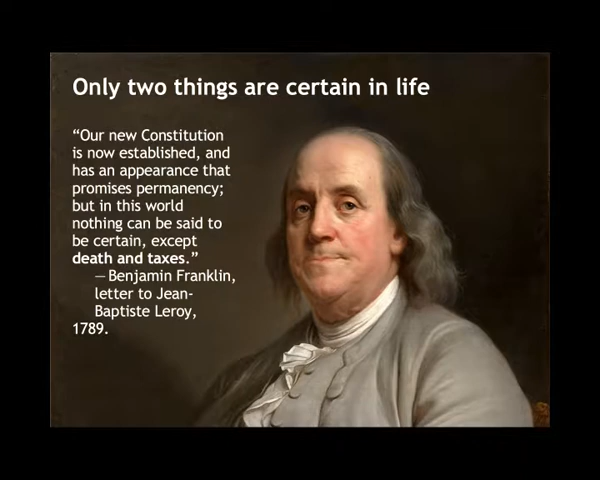 Only two things are certain in life
“Our new Constitution
is now established, and
has an appearance that
promises permanency;
but in this world
nothing can be said to
be certain, except
death and taxes.”
— Benjamin Franklin,
letter to Jean-
Baptiste Leroy,
1789.